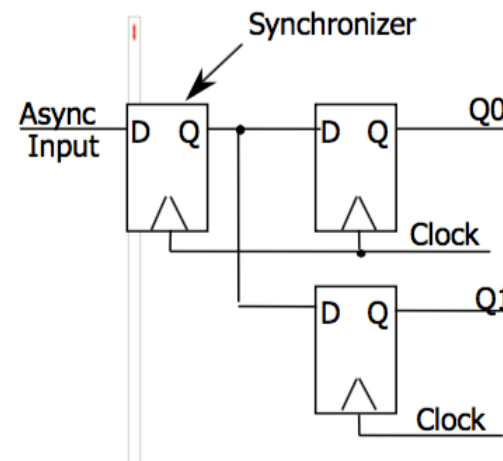 Synchronizer
Async
Input
D Q
D Q
Q0
Clock
D Q
Q1
Clock